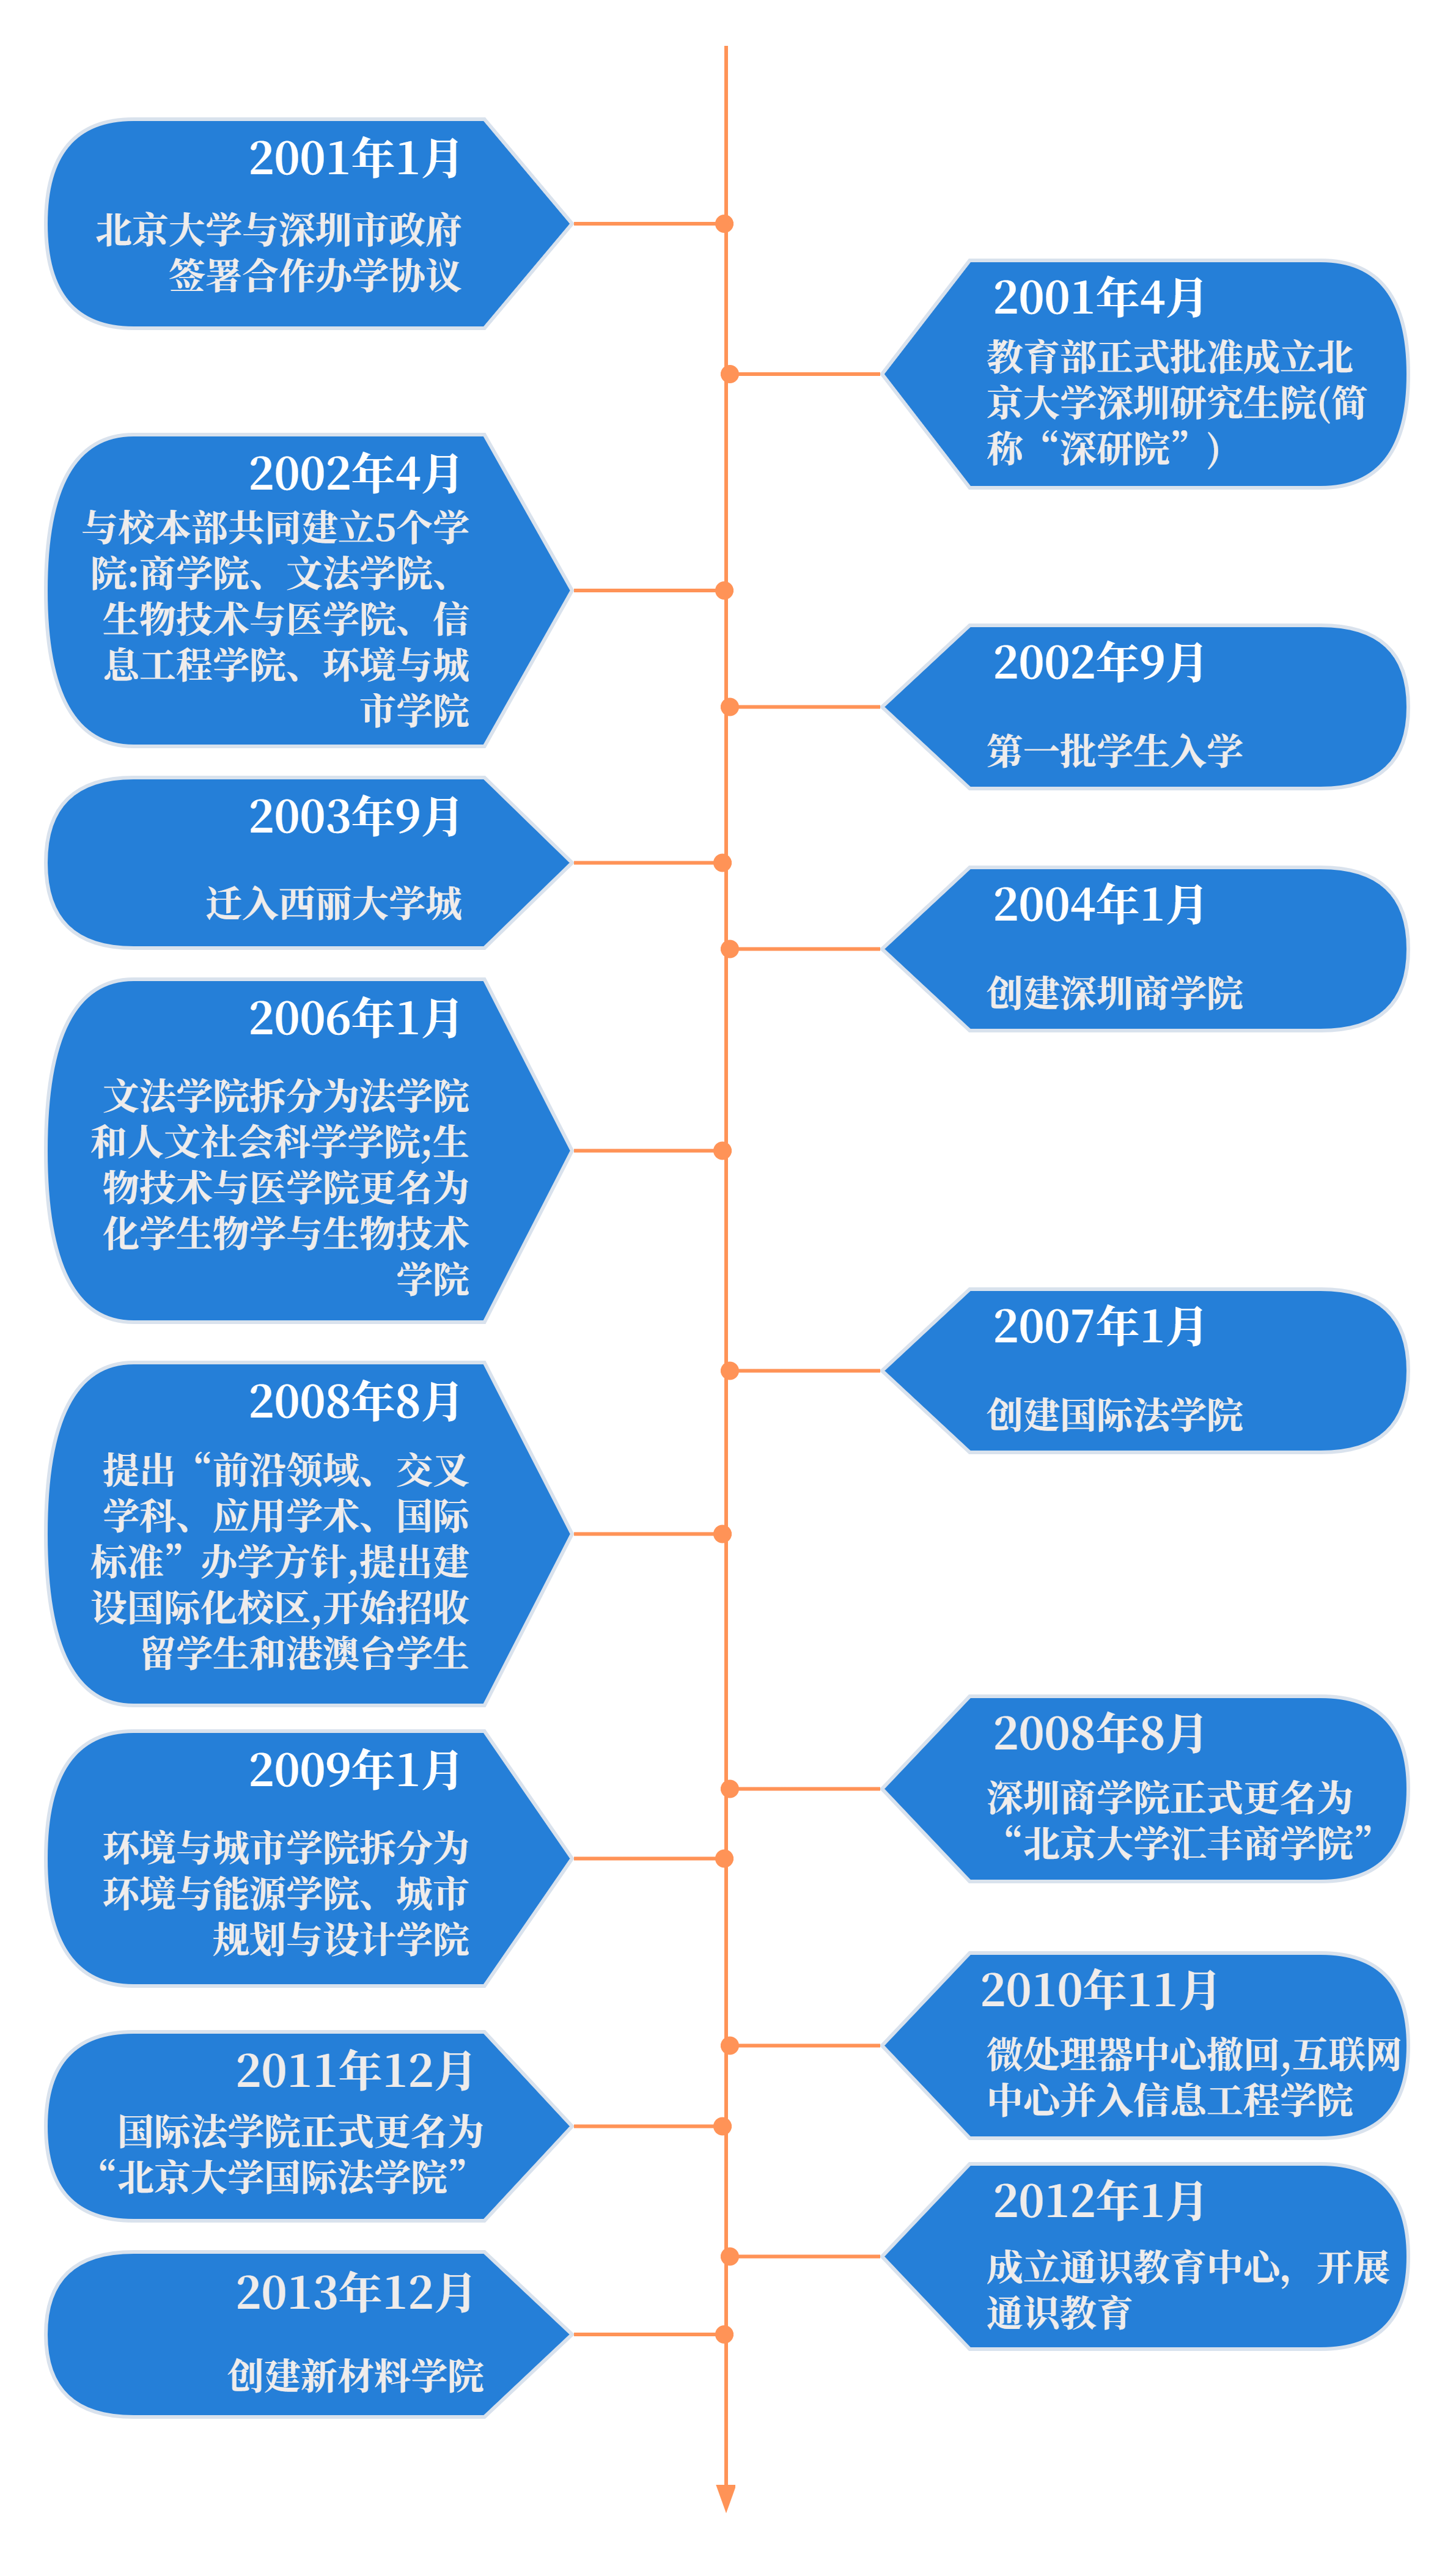 2001年1月
北京大学与深圳市政府
签署合作办学协议
2001年4月
教育部正式批准成立北
京大学深圳研究生院(简
称“深研院”)
2002年4月
与校本部共同建立5个学
院:商学院、文法学院、
生物技术与医学院、信
息工程学院、环境与城
市学院
2002年9月
第一批学生入学
2003年9月
迁入西丽大学城
2004年1月
创建深圳商学院
2006年1月
文法学院拆分为法学院
和人文社会科学学院;生
物技术与医学院更名为
化学生物学与生物技术
学院
2007年1月
创建国际法学院
2008年8月
提出“前沿领域、交叉
学科、应用学术、国际
标准”办学方针,提出建
设国际化校区,开始招收
留学生和港澳台学生
2008年8月
深圳商学院正式更名为
“北京大学汇丰商学院”
2009年1月
环境与城市学院拆分为
环境与能源学院、城市
规划与设计学院
2010年11月
微处理器中心撤回,互联网
中心并入信息工程学院
2011年12月
国际法学院正式更名为
“北京大学国际法学院”
2012年1月
成立通识教育中心，开展
通识教育
2013年12月
创建新材料学院